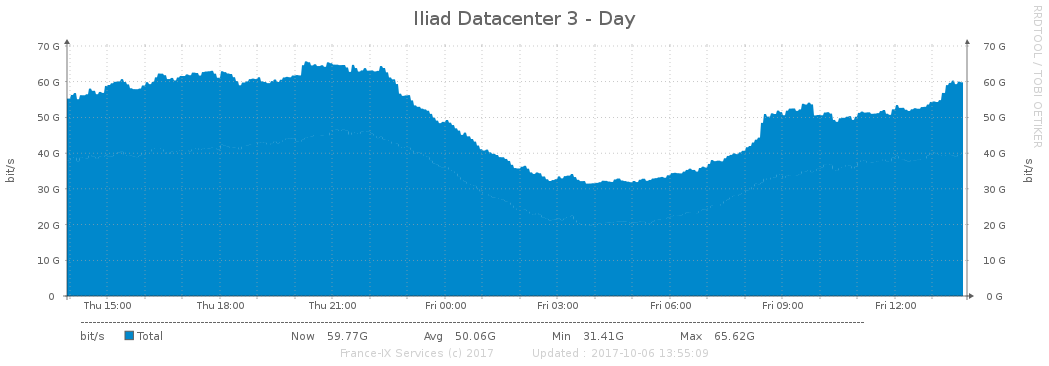 Iliad Datacenter 3 - Day
RRDTOOL / TOBI OETIKER
70 G 70 G
60 G 60 G
50 G 50 G
40 G 40 G
30 G 30 G
20 G 20 G
10 G 10 G
0 0 G
bit/s bit/s
Thu 15:00 Thu 18:00 Thu 21:00 Fri 00:00 Fri 03:00 Fri 06:00 Fri 09:00 Fri 12:00
bit/s Total Now 59.77G Avg 50.06G Min 31.41G Max 65.62G
France-IX Services (c) 2017 Updated : 2017-10-06 13:55:09